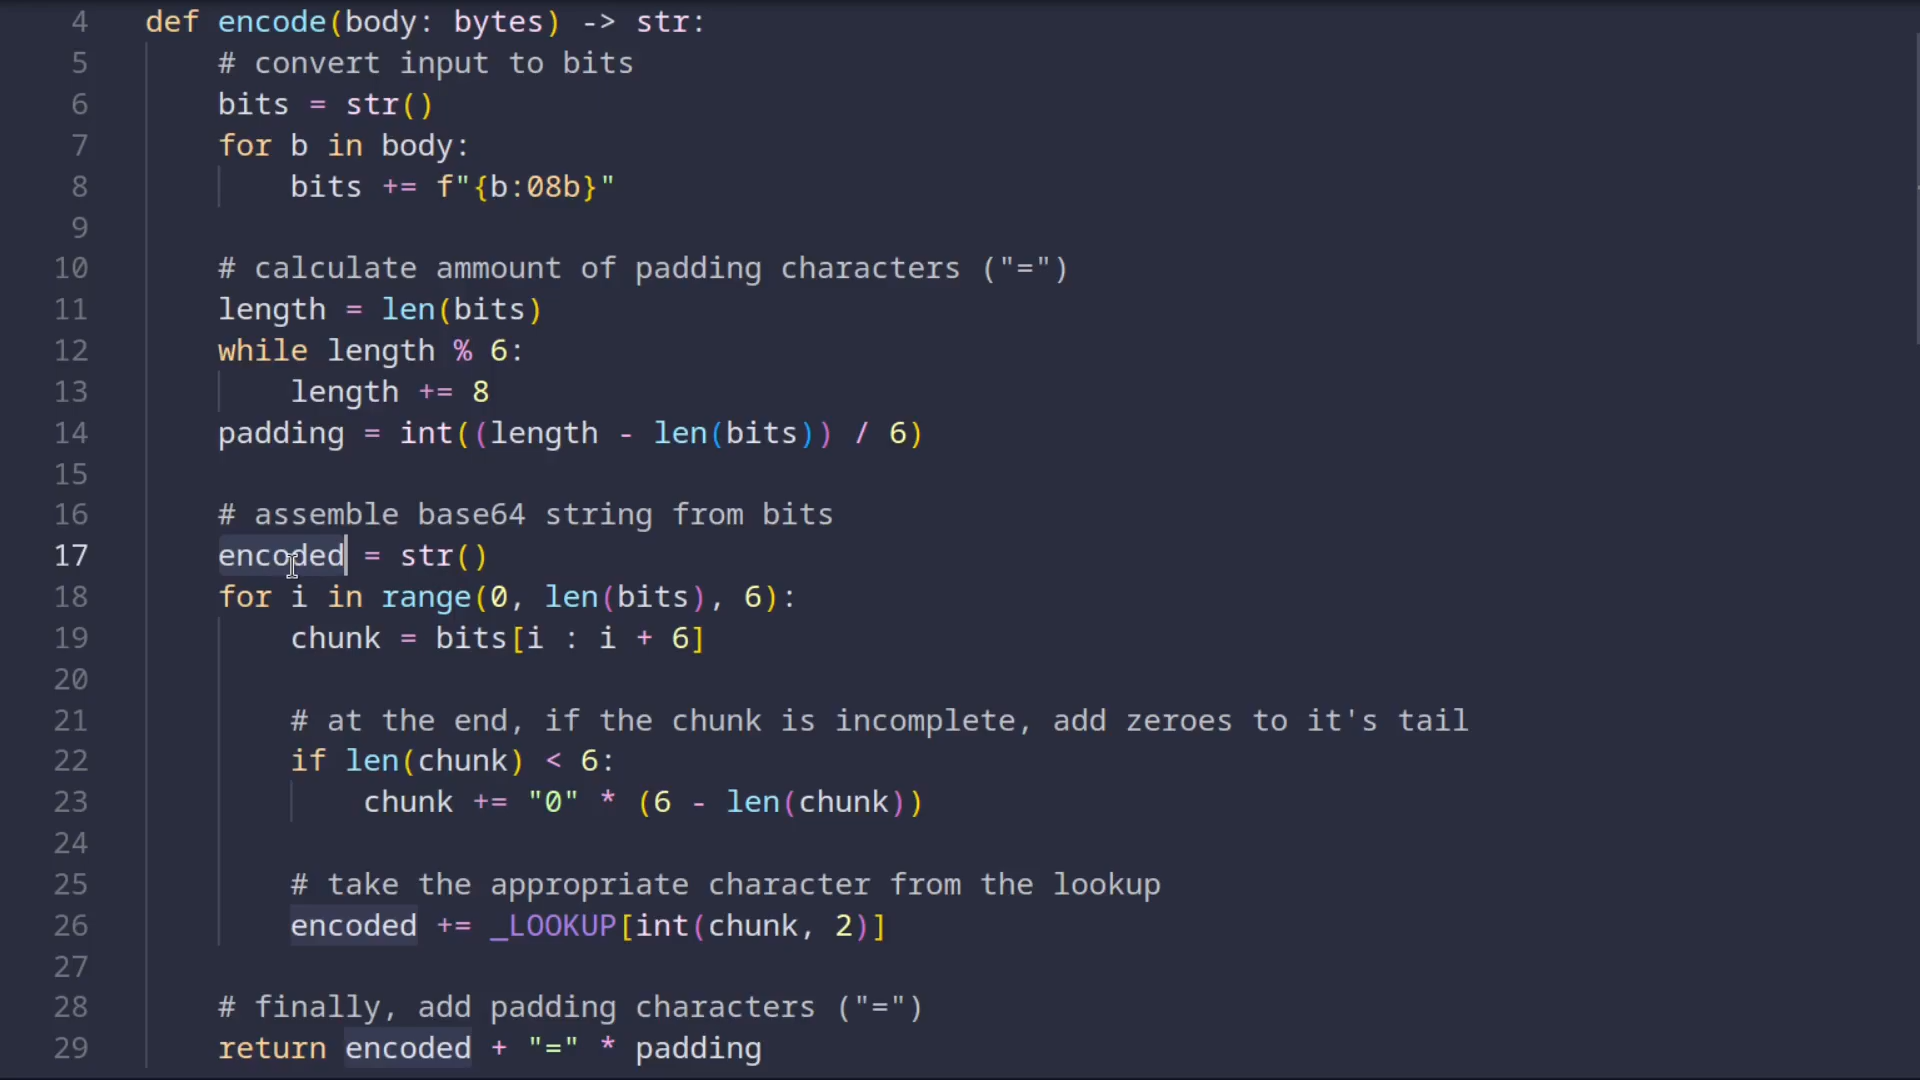 4 def encode(body: bytes) -> str:
5 # convert input to bits
6 bits = str()
7 for b in body:
8 bits += f"{b:08b}"
9
10 # calculate ammount of padding characters ("=")
11 length = len(bits)
12 while length % 6:
13 length += 8
14 padding = int((length - len(bits)) / 6)
15
16 # assemble base64 string from bits
17 encoded = str()
18 for i in range(0, len(bits), 6):
19 chunk = bits[i : i + 6]
20
21 # at the end, if the chunk is incomplete, add zeroes to it's tail
22 if len(chunk) < 6:
23 chunk += "0" * (6 - len(chunk))
24
25 # take the appropriate character from the lookup
26 encoded += _LOOKUP[int(chunk, 2)]
27
28 # finally, add padding characters ("=")
29 return encoded + "=" * padding